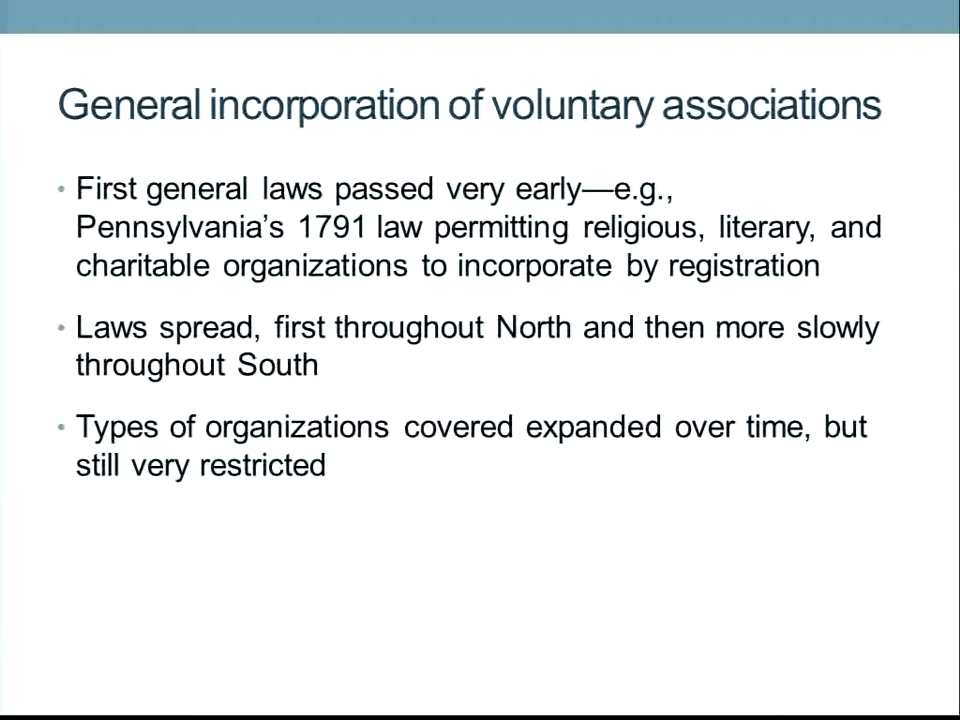 General incorporation of voluntary associations
• First general laws passed very early—e.g.,
Pennsylvania’s 1791 law permitting religious, literary, and
charitable organizations to incorporate by registration
• Laws spread, first throughout North and then more slowly
throughout South
• Types of organizations covered expanded over time, but
still very restricted